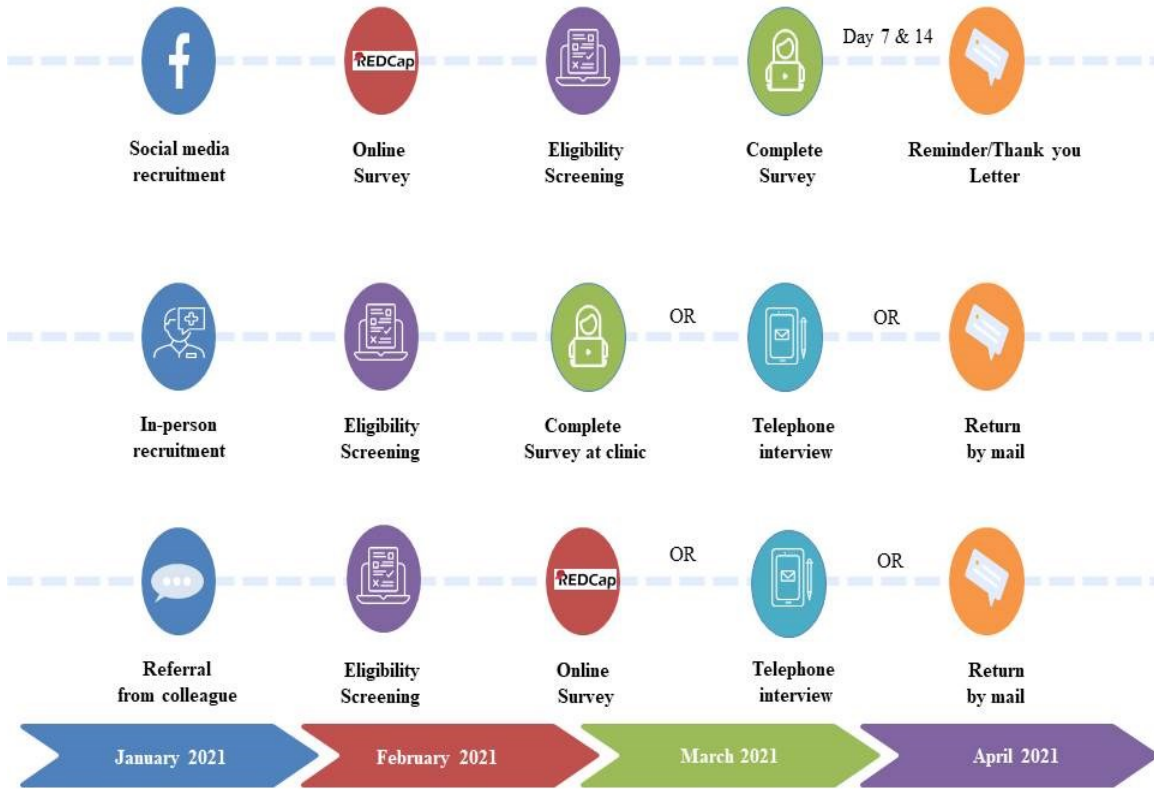 Day 7 & 14
REDCap
Social media
recruitment
Online
Survey
Eligibility
Screening
Complete
Survey
Reminder/Thank you
Letter
OR
OR
In-person
recruitment
Eligibility
Screening
Complete
Survey at clinic
Telephone
interview
Return
by mail
OR
OR
REDCap
Referral
from colleague
Eligibility
Screening
Online
Survey
Telephone
interview
Return
by mail
January 2021
February 2021
March 2021
April 2021